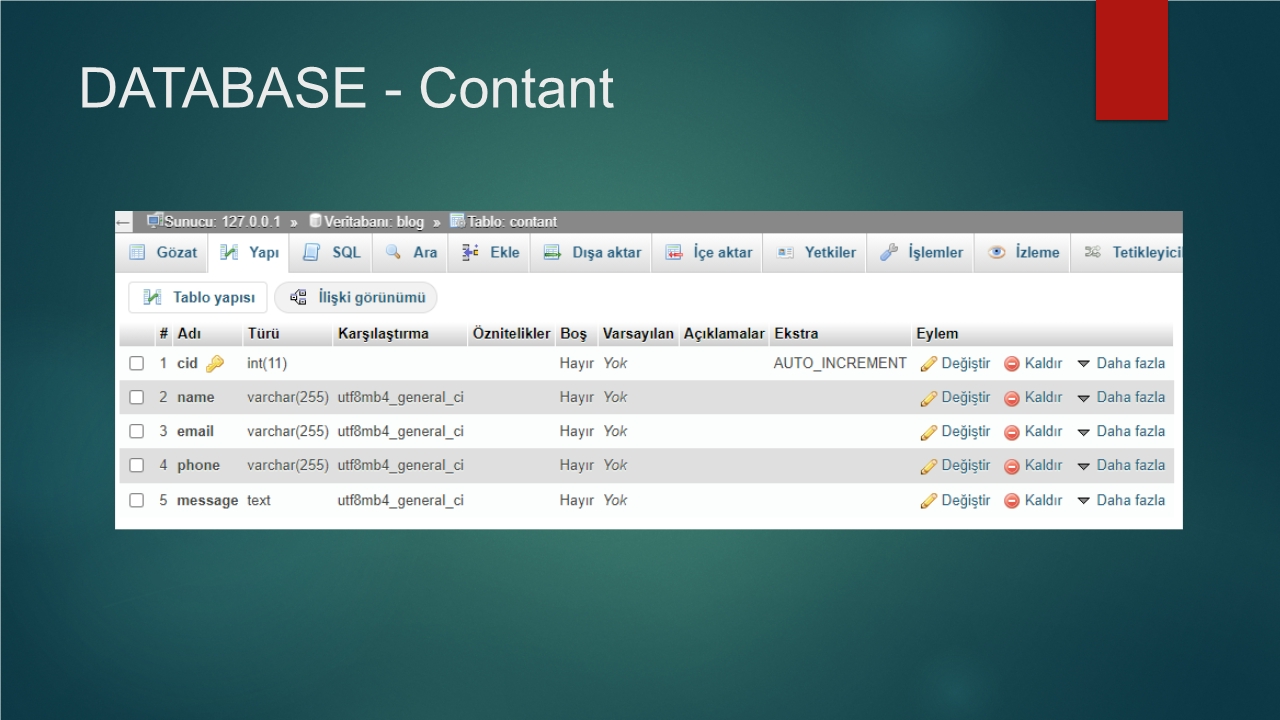 DATABASE - Contant
← Sunucu: 127.0.0.1 » Veritabanı: blog » Tablo: contant
Gözat Yapı SQL Ara Ekle Dışa aktar İçe aktar Yetkiler İşlemler İzleme Tetikleyici
Tablo yapısı İlişki görünümü
# Adı Türü Karşılaştırma Öznitelikler Boş Varsayılan Açıklamalar Ekstra Eylem
1 cid int(11) Hayır Yok AUTO_INCREMENT Değiştir Kaldır Daha fazla
2 name varchar(255) utf8mb4_general_ci Hayır Yok Değiştir Kaldır Daha fazla
3 email varchar(255) utf8mb4_general_ci Hayır Yok Değiştir Kaldır Daha fazla
4 phone varchar(255) utf8mb4_general_ci Hayır Yok Değiştir Kaldır Daha fazla
5 message text utf8mb4_general_ci Hayır Yok Değiştir Kaldır Daha fazla